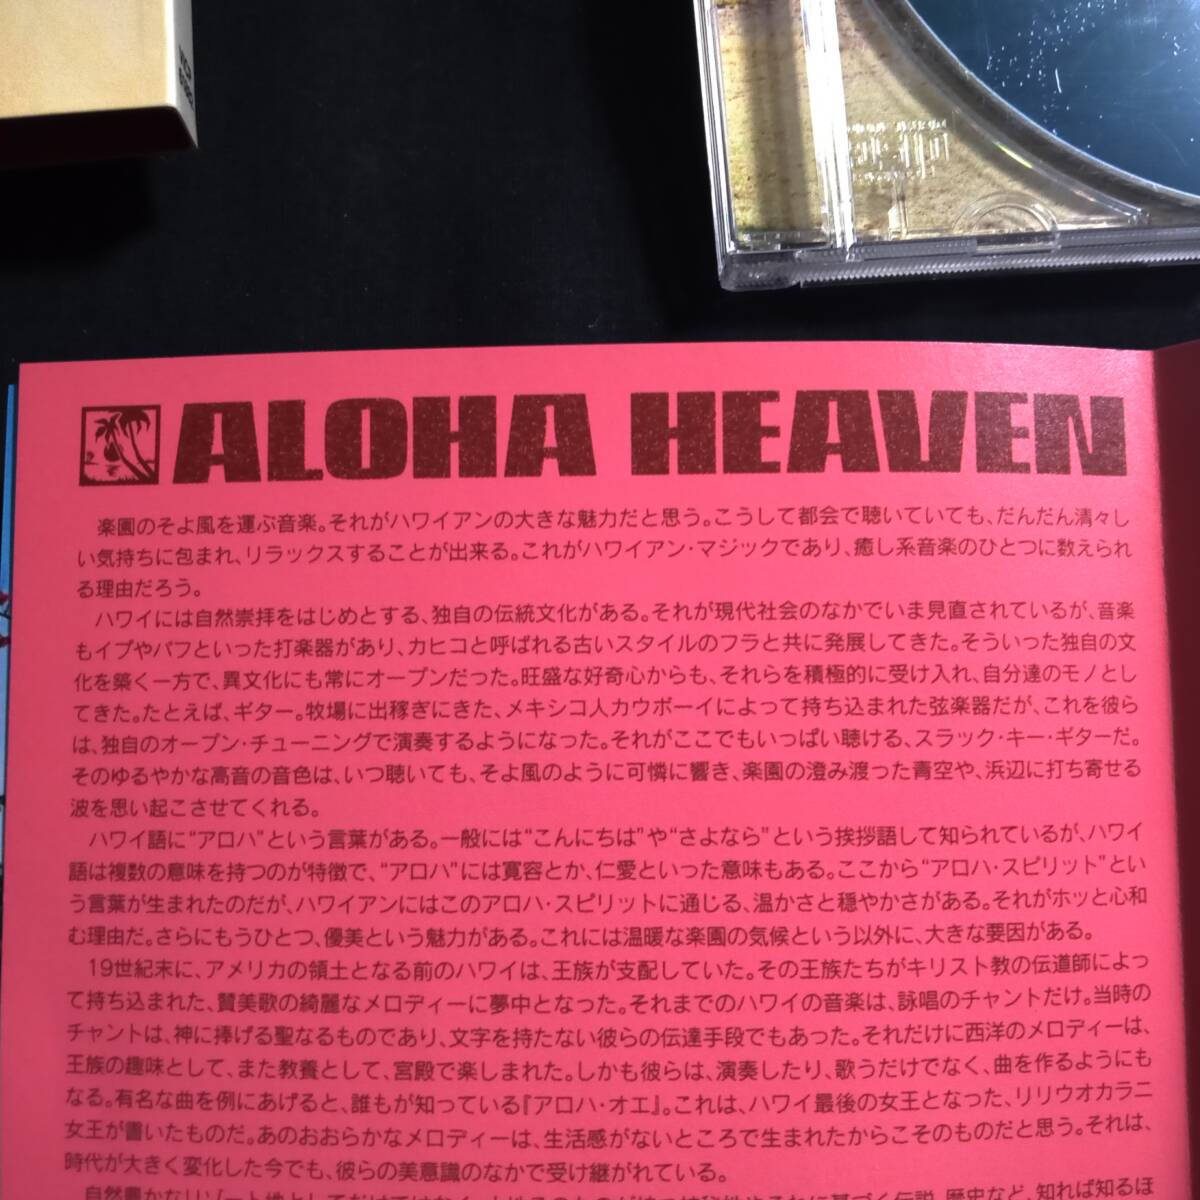 ALOHA HEAVEN
楽園のそよ風を運ぶ音楽。それがハワイアンの大きな魅力だと思う。こうして都会で聴いていても、だんだん清々し
い気持ちに包まれ、リラックスすることが出来る。これがハワイアン・マジックであり、癒し系音楽のひとつに数えられ
る理由だろう。
ハワイには自然崇拝をはじめとする、独自の伝統文化がある。それが現代社会のなかでいま見直されているが、音楽
もイプやパフといった打楽器があり、カヒコと呼ばれる古いスタイルのフラと共に発展してきた。そういった独自の文
化を築く一方で、異文化にも常にオープンだった。旺盛な好奇心からも、それらを積極的に受け入れ、自分達のモノとし
てきた。たとえば、ギター。牧場に出稼ぎにきた、メキシコ人カウボーイによって持ち込まれた弦楽器だが、これを彼ら
は、独自のオープン・チューニングで演奏するようになった。それがここでもいっぱい聴ける、スラック・キー・ギターだ。
そのゆるやかな高音の音色は、いつ聴いても、そよ風のように可憐に響き、楽園の澄み渡った青空や、浜辺に打ち寄せる
波を思い起こさせてくれる。
ハワイ語に“アロハ”という言葉がある。一般には“こんにちは”や“さよなら”という挨拶語して知られているが、ハワイ
語は複数の意味を持つのが特徴で、“アロハ”には寛容とか、仁愛といった意味もある。ここから“アロハ・スピリット”とい
う言葉が生まれたのだが、ハワイアンにはこのアロハ・スピリットに通じる、温かさと穏やかさがある。それがホッと心和
む理由だ。さらにもうひとつ、優美という魅力がある。これには温暖な楽園の気候という以外に、大きな要因がある。
19世紀末に、アメリカの領土となる前のハワイは、王族が支配していた。その王族たちがキリスト教の伝道師によっ
て持ち込まれた、賛美歌の綺麗なメロディーに夢中となった。それまでのハワイの音楽は、詠唱のチャントだけ。当時の
チャントは、神に捧げる聖なるものであり、文字を持たない彼らの伝達手段でもあった。それだけに西洋のメロディーは、
王族の趣味として、また教養として、宮殿で楽しまれた。しかも彼らは、演奏したり、歌うだけでなく、曲を作るようにも
なる。有名な曲を例にあげると、誰もが知っている『アロハ・オエ』。これは、ハワイ最後の女王となった、リリウオカラニ
女王が書いたものだ。あのおおらかなメロディーは、生活感がないところで生まれたからこそのものだと思う。それは、
時代が大きく変化した今でも、彼らの美意識のなかで受け継がれている。